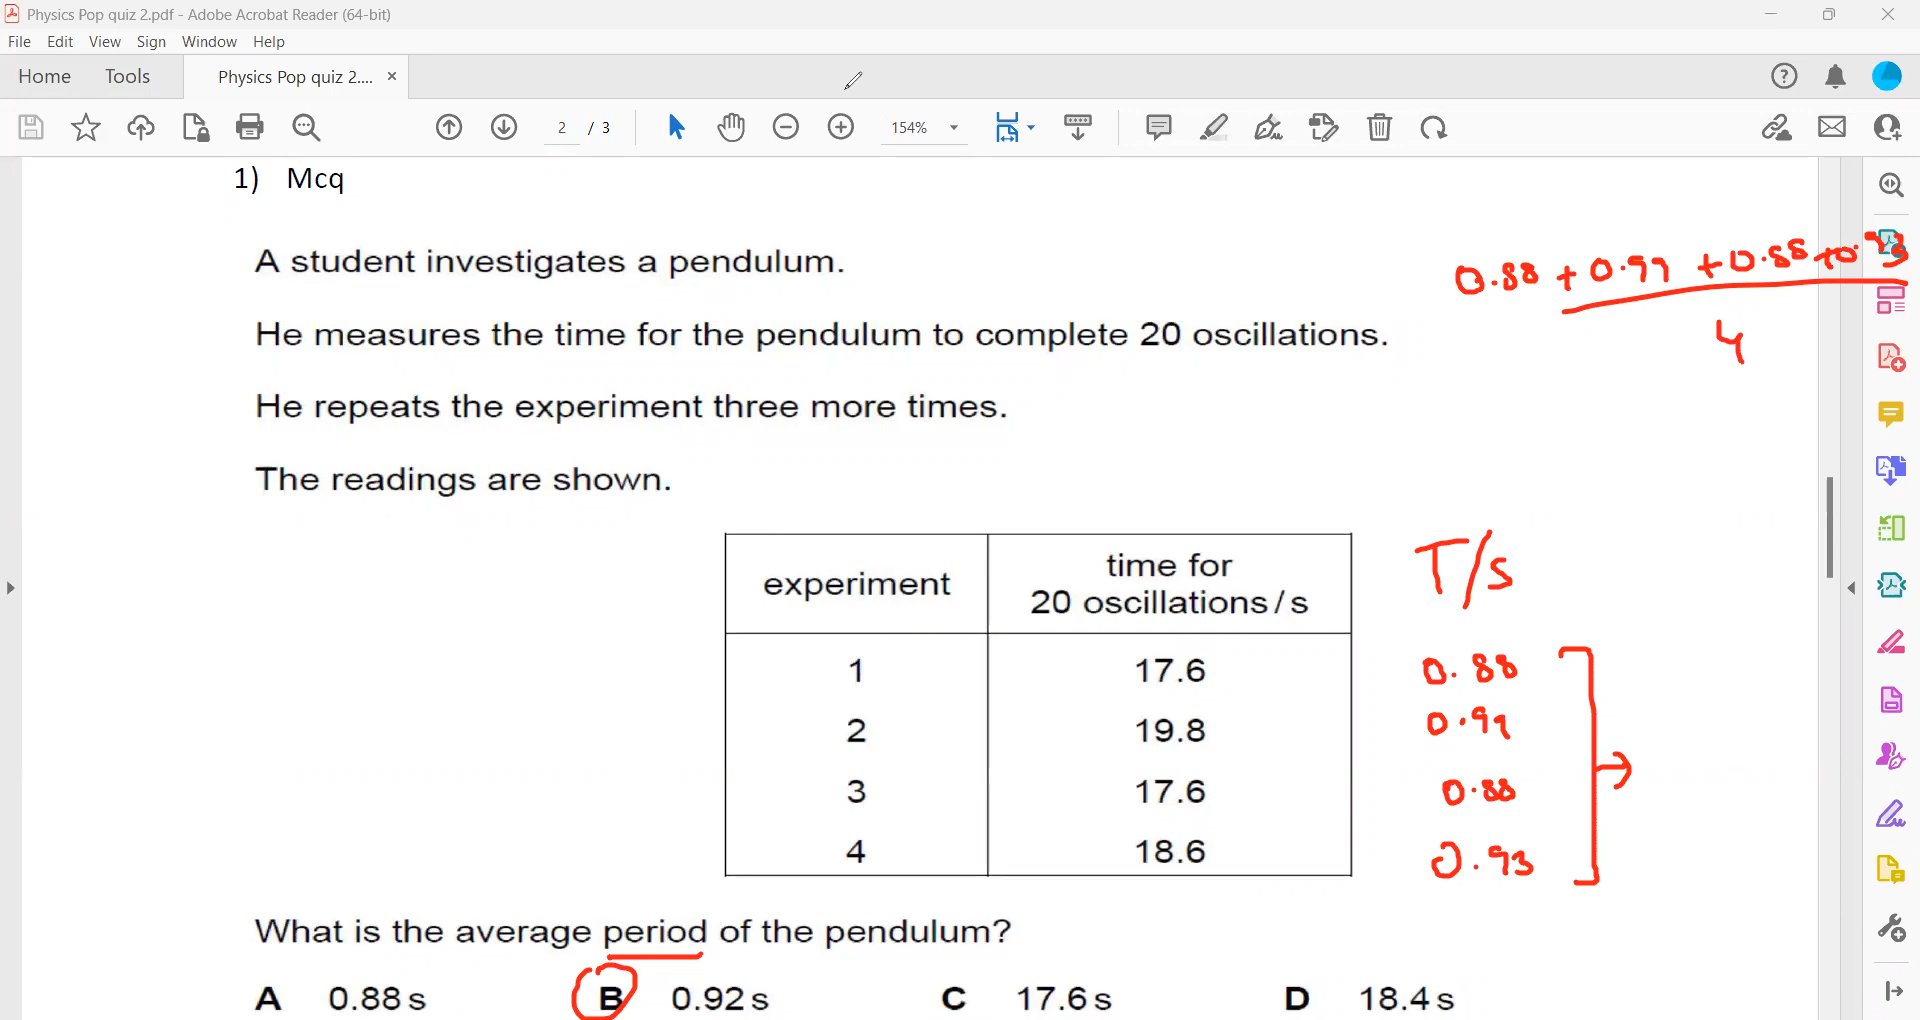 Physics Pop quiz 2.pdf - Adobe Acrobat Reader (64-bit)
File Edit View Sign Window Help
Home Tools Physics Pop quiz 2.... ×
2 / 3 154%
1) Mcq
A student investigates a pendulum.
0.88 + 0.99 + 0.88 + 0.93
4
He measures the time for the pendulum to complete 20 oscillations.
He repeats the experiment three more times.
The readings are shown.
experiment time for 20 oscillations / s T/s
1 17.6 0.88
2 19.8 0.99
3 17.6 0.88
4 18.6 0.93
What is the average period of the pendulum?
A 0.88 s B 0.92 s C 17.6 s D 18.4 s